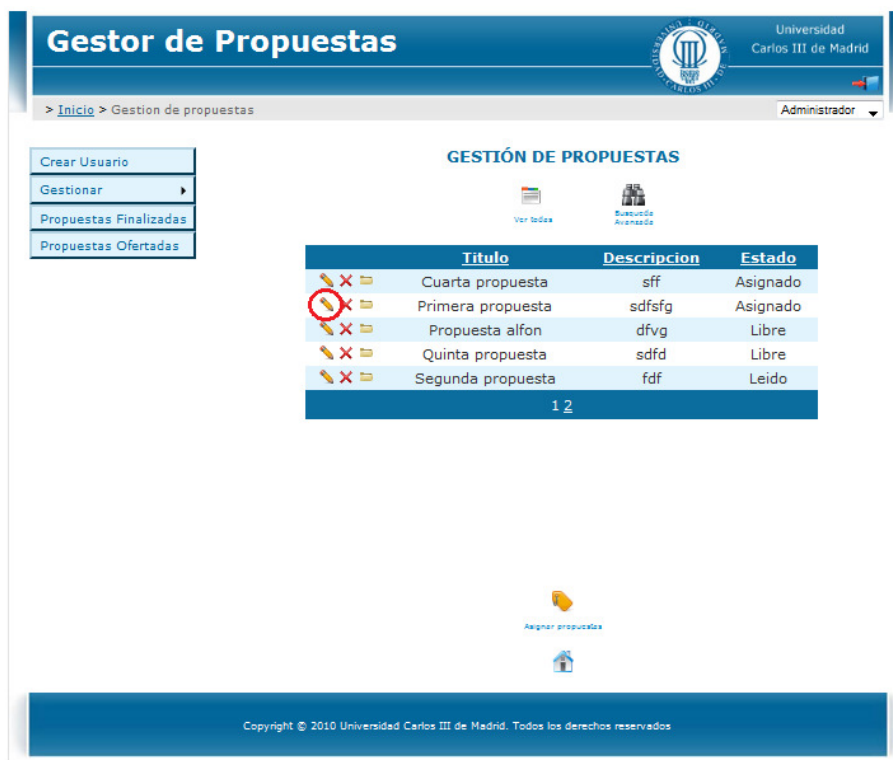 Gestor de Propuestas
Universidad
Carlos III de Madrid
> Inicio > Gestion de propuestas
Administrador
Crear Usuario
Gestionar
Propuestas Finalizadas
Propuestas Ofertadas
GESTIÓN DE PROPUESTAS
Ver todas
Busqueda
Avanzada
Titulo Descripcion Estado
Cuarta propuesta sff Asignado
Primera propuesta sdfsfg Asignado
Propuesta alfon dfvg Libre
Quinta propuesta sdfd Libre
Segunda propuesta fdf Leido
1 2
Asignar propuestas
Copyright © 2010 Universidad Carlos III de Madrid. Todos los derechos reservados